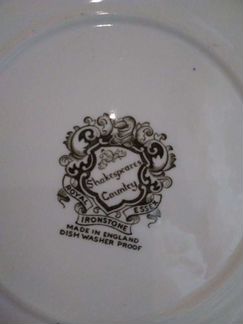 Shakespeare's
Country
ROYAL ESSEX
IRONSTONE
MADE IN ENGLAND
DISH WASHER PROOF